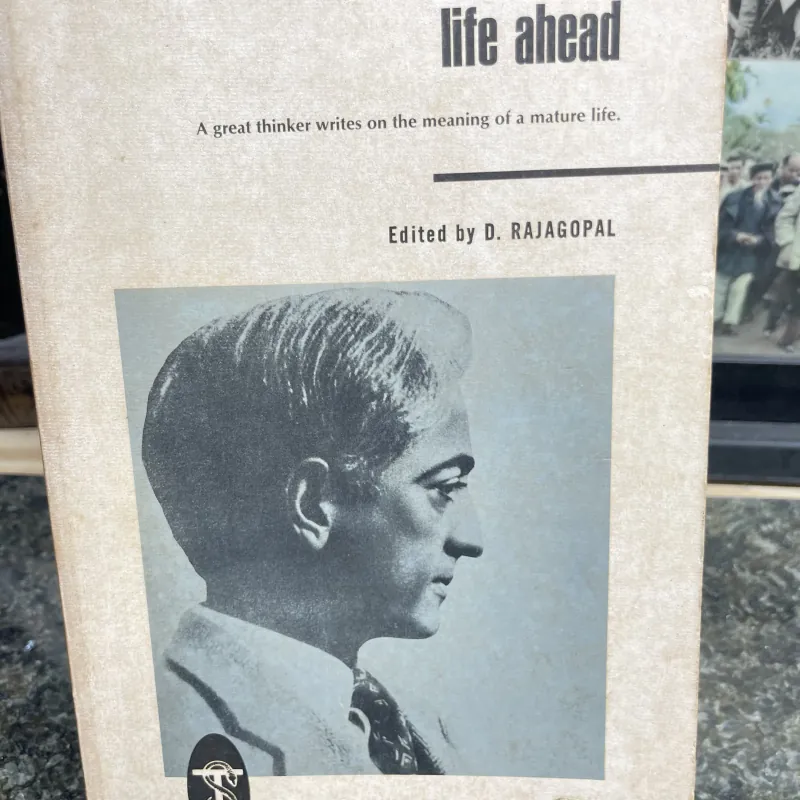 life ahead
A great thinker writes on the meaning of a mature life.
Edited by D. RAJAGOPAL